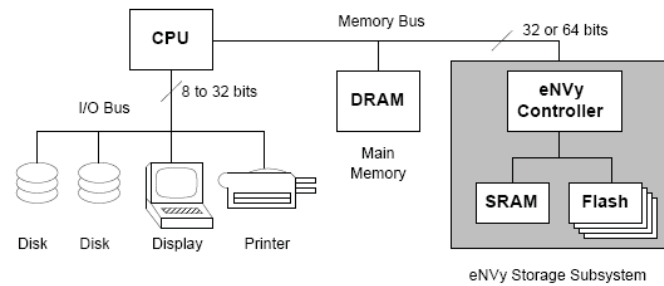 Memory Bus
32 or 64 bits
CPU
eNVy
Controller
8 to 32 bits
DRAM
I/O Bus
Main
Memory
SRAM
Flash
Disk
Disk
Display
Printer
eNVy Storage Subsystem